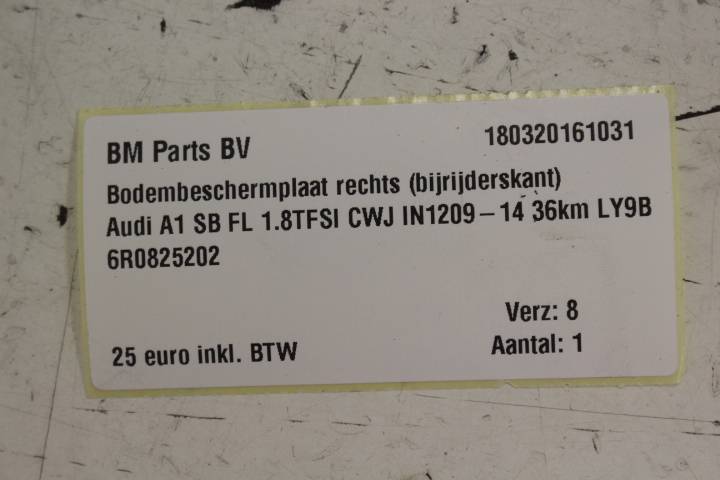 BM Parts BV 180320161031
Bodembeschermplaat rechts (bijrijderskant)
Audi A1 SB FL 1.8TFSI CWJ IN1209-14 36km LY9B
6R0825202
Verz: 8
25 euro inkl. BTW Aantal: 1